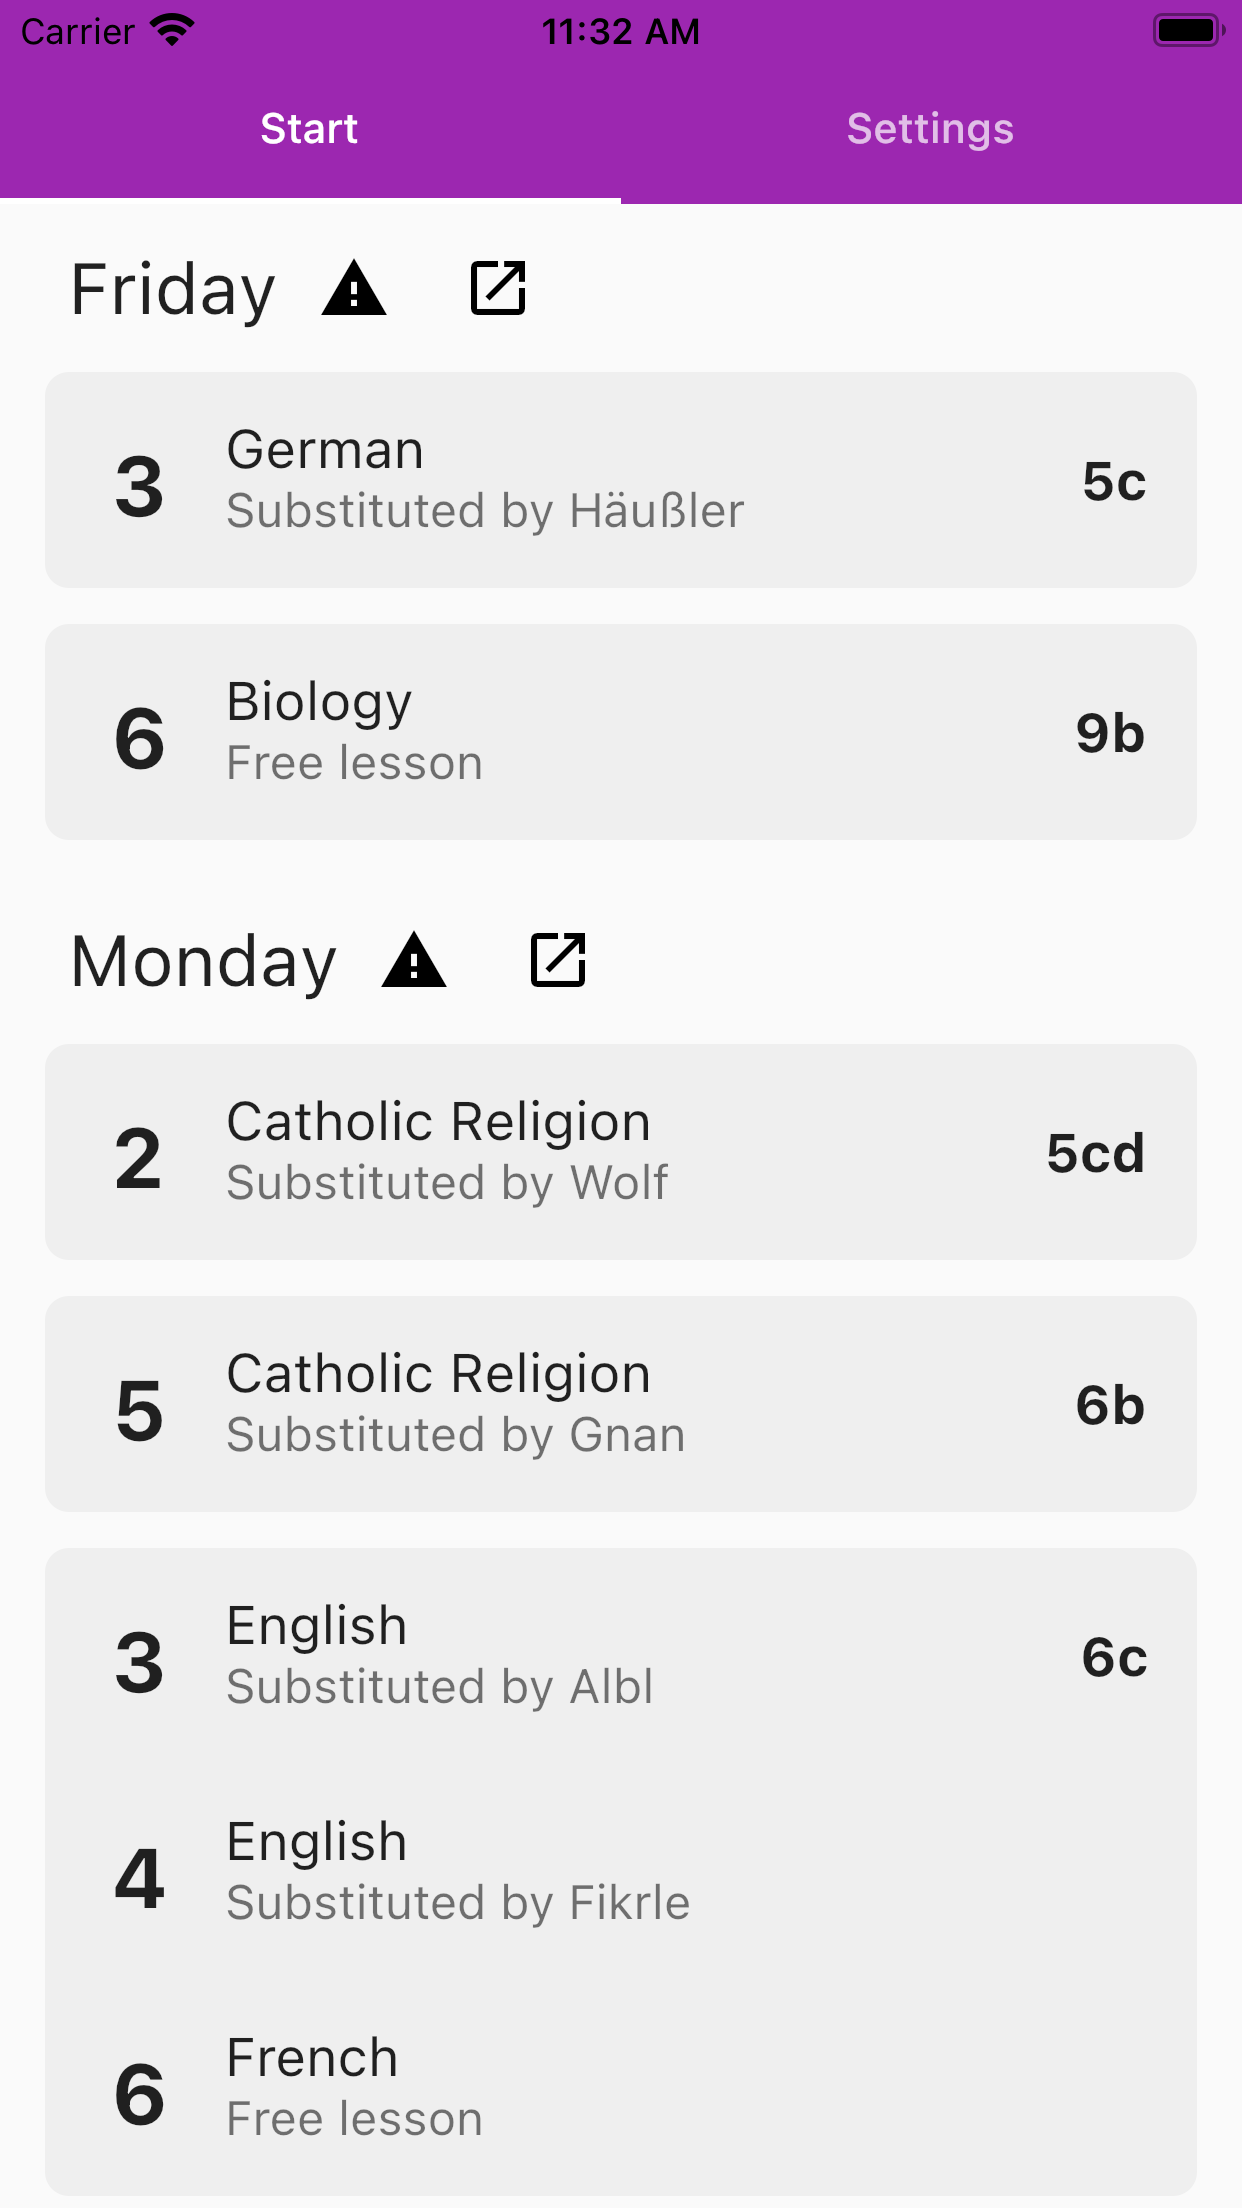 Carrier 11:32 AM
Start Settings
Friday
3 German 5c
Substituted by Häußler
6 Biology 9b
Free lesson
Monday
2 Catholic Religion 5cd
Substituted by Wolf
5 Catholic Religion 6b
Substituted by Gnan
3 English 6c
Substituted by Albl
4 English
Substituted by Fikrle
6 French
Free lesson